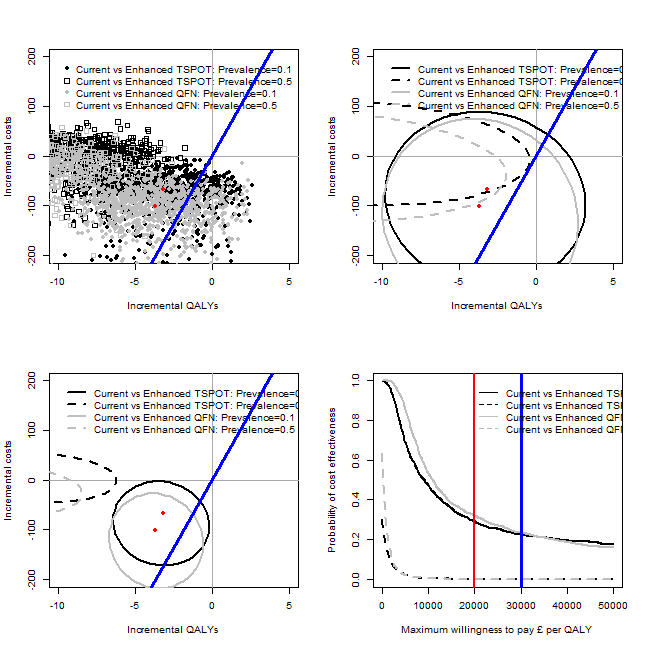 Current vs Enhanced TSPOT: Prevalence=0.1
Current vs Enhanced TSPOT: Prevalence=0.5
Current vs Enhanced QFN: Prevalence=0.1
Current vs Enhanced QFN: Prevalence=0.5
Incremental costs
200
100
0
-100
-200
-10
-5
0
5
Incremental QALYs
Current vs Enhanced TSPOT: Prevalence=0
Current vs Enhanced TSPOT: Prevalence=0
Current vs Enhanced QFN: Prevalence=0.1
Current vs Enhanced QFN: Prevalence=0.5
Incremental costs
200
100
0
-100
-200
-10
-5
0
5
Incremental QALYs
Current vs Enhanced TSPOT: Prevalence=0
Current vs Enhanced TSPOT: Prevalence=0
Current vs Enhanced QFN: Prevalence=0.1
Current vs Enhanced QFN: Prevalence=0.5
Incremental costs
200
100
0
-100
-200
-10
-5
0
5
Incremental QALYs
Current vs Enhanced TSP
Current vs Enhanced TSP
Current vs Enhanced QF
Current vs Enhanced QF
Probability of cost effectiveness
1.0
0.8
0.6
0.4
0.2
0.0
0
10000
20000
30000
40000
50000
Maximum willingness to pay £ per QALY